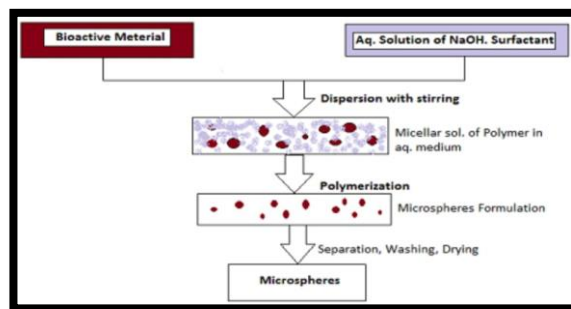 Bioactive Meterial
Aq. Solution of NaOH. Surfactant
Dispersion with stirring
Micellar sol. of Polymer in
aq. medium
Polymerization
Microspheres Formulation
Separation, Washing, Drying
Microspheres